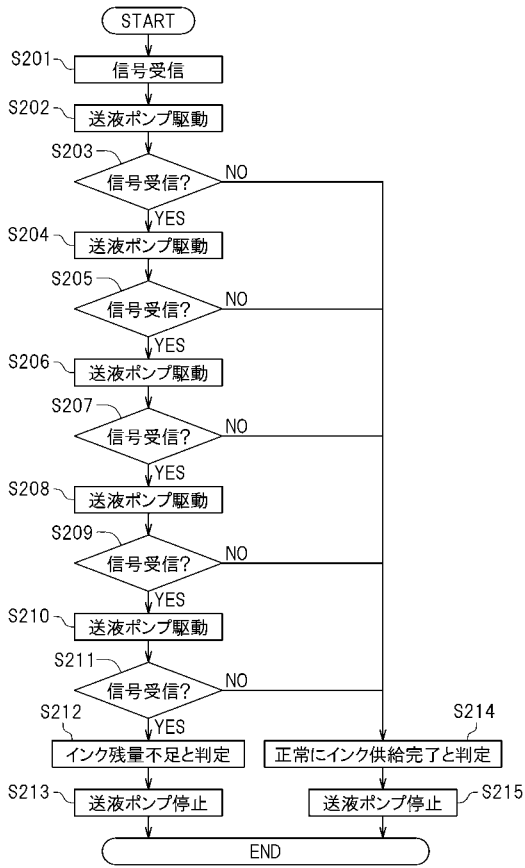 START
S201
信号受信
S202
送液ポンプ駆動
S203
信号受信?
NO
YES
S204
送液ポンプ駆動
S205
信号受信?
NO
YES
S206
送液ポンプ駆動
S207
信号受信?
NO
YES
S208
送液ポンプ駆動
S209
信号受信?
NO
YES
S210
送液ポンプ駆動
S211
信号受信?
NO
YES
S212
インク残量不足と判定
S214
正常にインク供給完了と判定
S213
送液ポンプ停止
送液ポンプ停止
S215
END